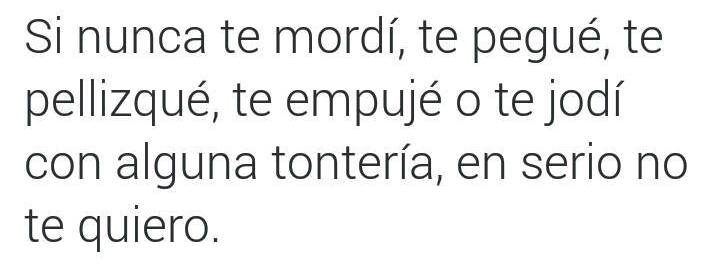 Si nunca te mordí, te pegué, te
pellizqué, te empujé o te jodí
con alguna tontería, en serio no
te quiero.